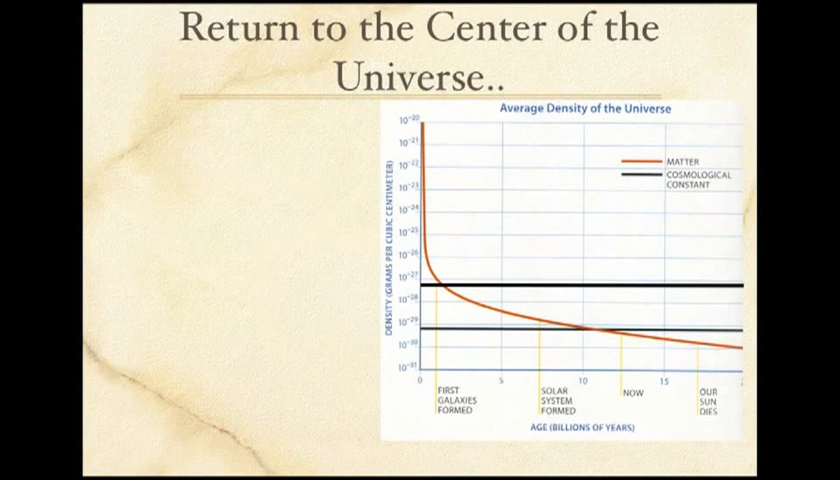 Return to the Center of the
Universe..
Average Density of the Universe
DENSITY (GRAMS PER CUBIC CENTIMETER)
10⁻²⁰
10⁻²¹
10⁻²²
10⁻²³
10⁻²⁴
10⁻²⁵
10⁻²⁶
10⁻²⁷
10⁻²⁸
10⁻²⁹
10⁻³⁰
10⁻³¹
MATTER
COSMOLOGICAL
CONSTANT
0 5 10 15
FIRST
GALAXIES
FORMED
SOLAR
SYSTEM
FORMED
NOW
OUR
SUN
DIES
AGE (BILLIONS OF YEARS)